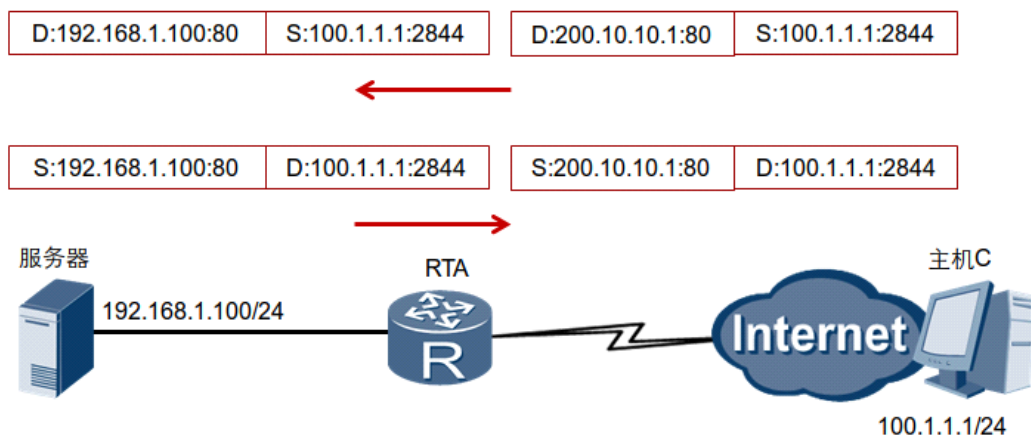 D:192.168.1.100:80 S:100.1.1.1:2844 D:200.10.10.1:80 S:100.1.1.1:2844
S:192.168.1.100:80 D:100.1.1.1:2844 S:200.10.10.1:80 D:100.1.1.1:2844
服务器 RTA 主机C
192.168.1.100/24
R
Internet
100.1.1.1/24